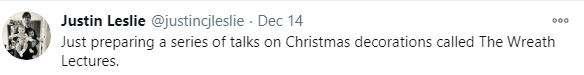 Justin Leslie @justincjleslie · Dec 14
Just preparing a series of talks on Christmas decorations called The Wreath
Lectures.